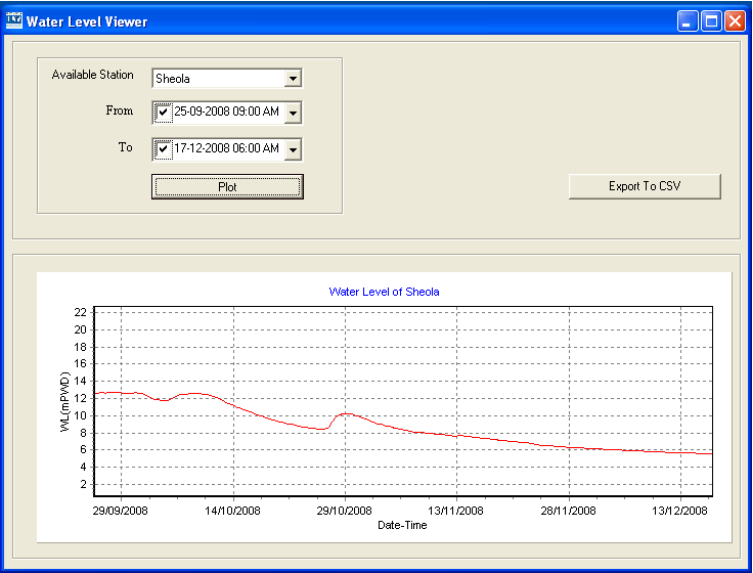 Water Level Viewer
Available Station Sheola
From 25-09-2008 09:00 AM
To 17-12-2008 06:00 AM
Plot
Export To CSV
Water Level of Sheola
22
20
18
16
14
12
10
8
6
4
2
WL(mPWD)
29/09/2008 14/10/2008 29/10/2008 13/11/2008 28/11/2008 13/12/2008
Date-Time